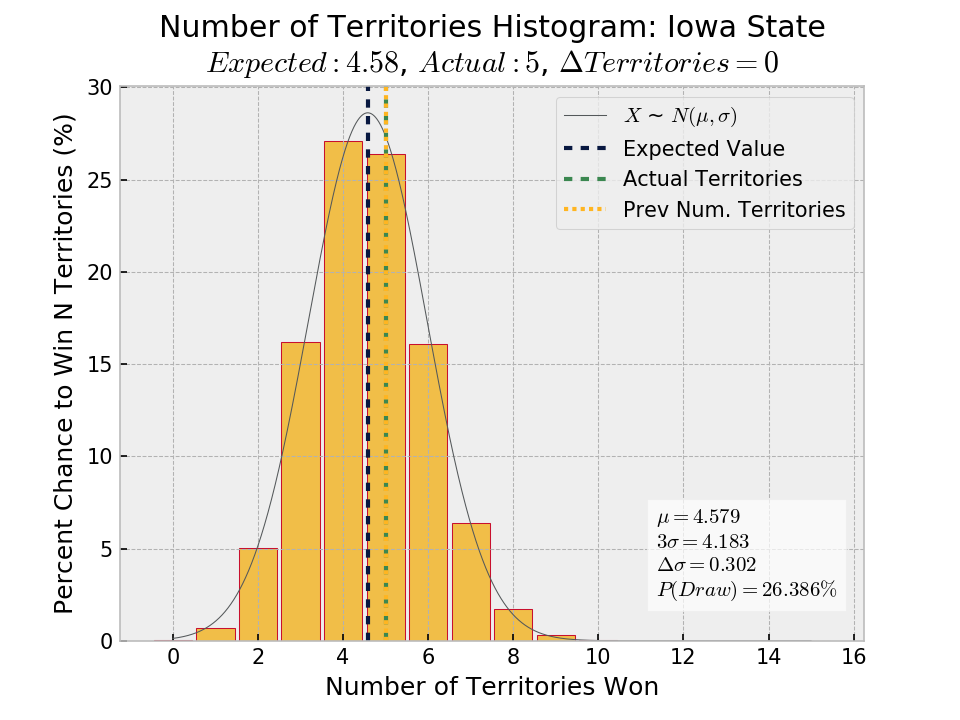 Number of Territories Histogram: Iowa State
Expected : 4.58, Actual : 5, ΔTerritories = 0
30
25
20
15
10
5
0
Percent Chance to Win N Territories (%)
X ~ N(μ, σ)
Expected Value
Actual Territories
Prev Num. Territories
μ = 4.579
3σ = 4.183
Δσ = 0.302
P(Draw) = 26.386%
0 2 4 6 8 10 12 14 16
Number of Territories Won